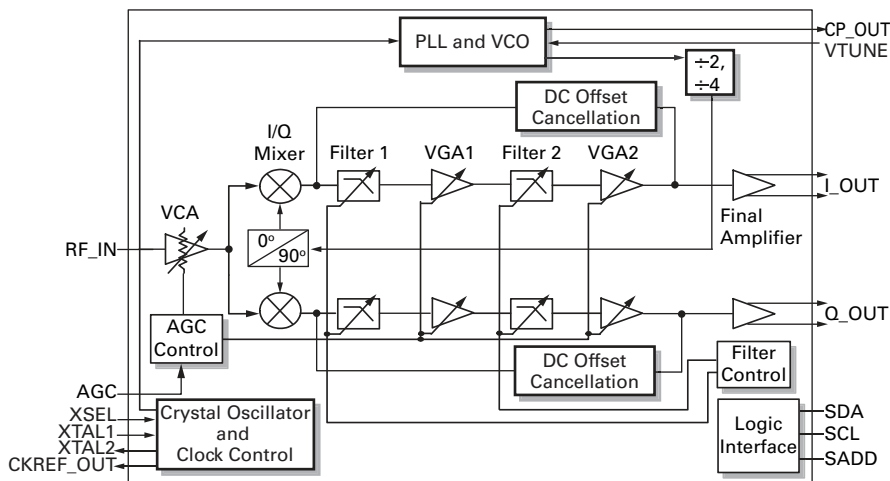 PLL and VCO
CP_OUT
VTUNE
÷2,
÷4
DC Offset
Cancellation
I/Q
Mixer
Filter 1
VGA1
Filter 2
VGA2
I_OUT
VCA
Final
Amplifier
RF_IN
0°
90°
AGC
Control
Q_OUT
DC Offset
Cancellation
Filter
Control
AGC
XSEL
XTAL1
XTAL2
CKREF_OUT
Crystal Oscillator
and
Clock Control
Logic
Interface
SDA
SCL
SADD